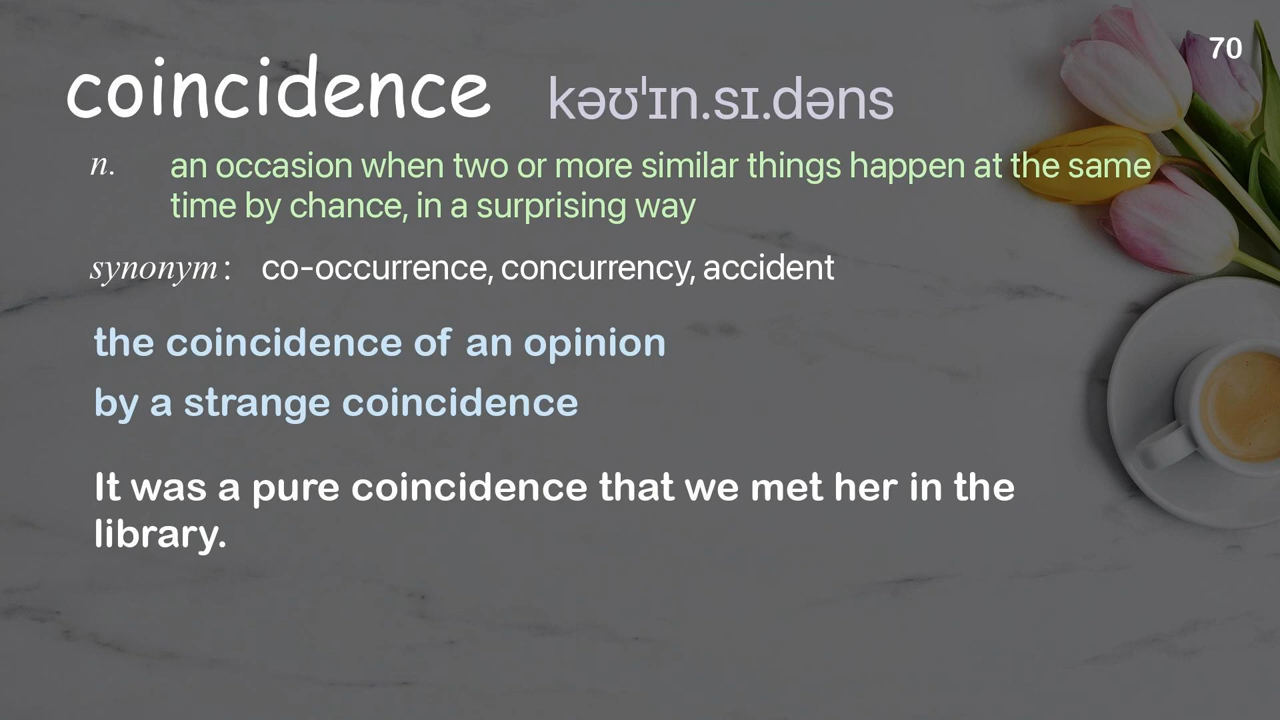 70
coincidence kəʊˈɪn.sɪ.dəns
n. an occasion when two or more similar things happen at the same
time by chance, in a surprising way
synonym: co-occurrence, concurrency, accident
the coincidence of an opinion
by a strange coincidence
It was a pure coincidence that we met her in the
library.